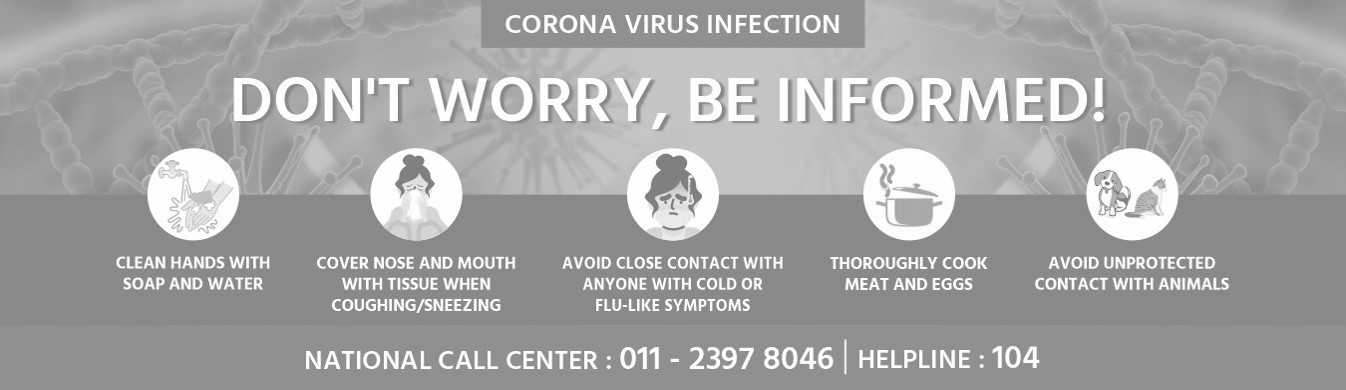 CORONA VIRUS INFECTION
DON'T WORRY, BE INFORMED!
CLEAN HANDS WITH
SOAP AND WATER
COVER NOSE AND MOUTH
WITH TISSUE WHEN
COUGHING/SNEEZING
AVOID CLOSE CONTACT WITH
ANYONE WITH COLD OR
FLU-LIKE SYMPTOMS
THOROUGHLY COOK
MEAT AND EGGS
AVOID UNPROTECTED
CONTACT WITH ANIMALS
NATIONAL CALL CENTER : 011 - 2397 8046 | HELPLINE : 104